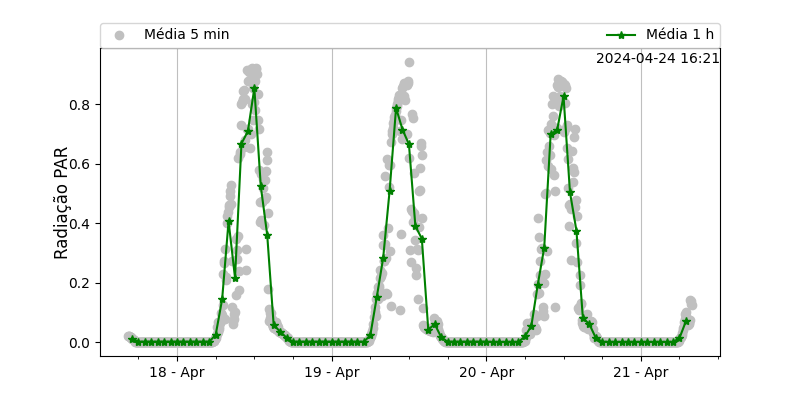 Média 5 min
Média 1 h
2024-04-24 16:21
Radiação PAR
0.8
0.6
0.4
0.2
0.0
18 - Apr
19 - Apr
20 - Apr
21 - Apr